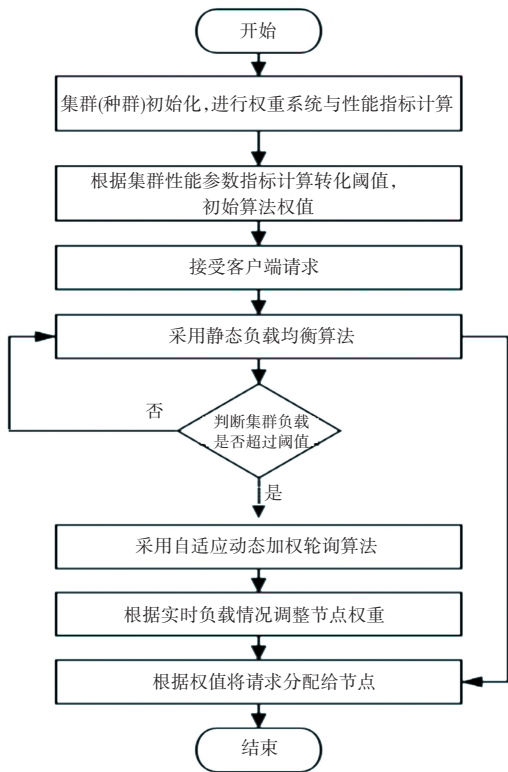 开始
集群(种群)初始化,进行权重系统与性能指标计算
根据集群性能参数指标计算转化阈值,
初始算法权值
接受客户端请求
采用静态负载均衡算法
否
判断集群负载
是否超过阈值
是
采用自适应动态加权轮询算法
根据实时负载情况调整节点权重
根据权值将请求分配给节点
结束